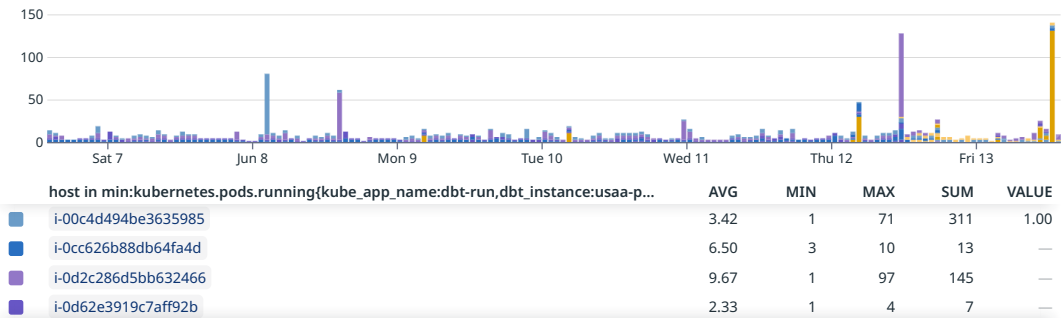 150
100
50
0
Sat 7 Jun 8 Mon 9 Tue 10 Wed 11 Thu 12 Fri 13
host in min:kubernetes.pods.running{kube_app_name:dbt-run,dbt_instance:usaa-p... AVG MIN MAX SUM VALUE
i-00c4d494be3635985 3.42 1 71 311 1.00
i-0cc626b88db64fa4d 6.50 3 10 13 —
i-0d2c286d5bb632466 9.67 1 97 145 —
i-0d62e3919c7aff92b 2.33 1 4 7 —